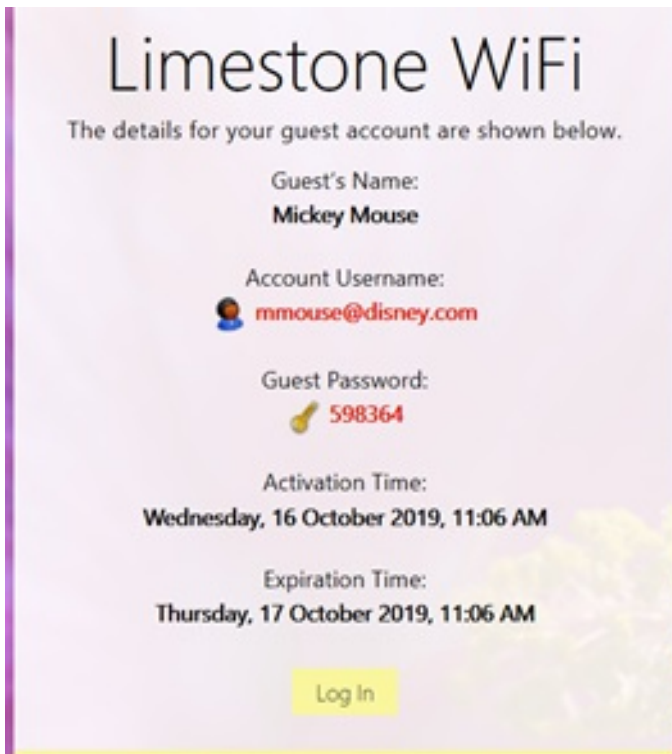 Limestone WiFi
The details for your guest account are shown below.
Guest's Name:
Mickey Mouse
Account Username:
mmouse@disney.com
Guest Password:
598364
Activation Time:
Wednesday, 16 October 2019, 11:06 AM
Expiration Time:
Thursday, 17 October 2019, 11:06 AM
Log In